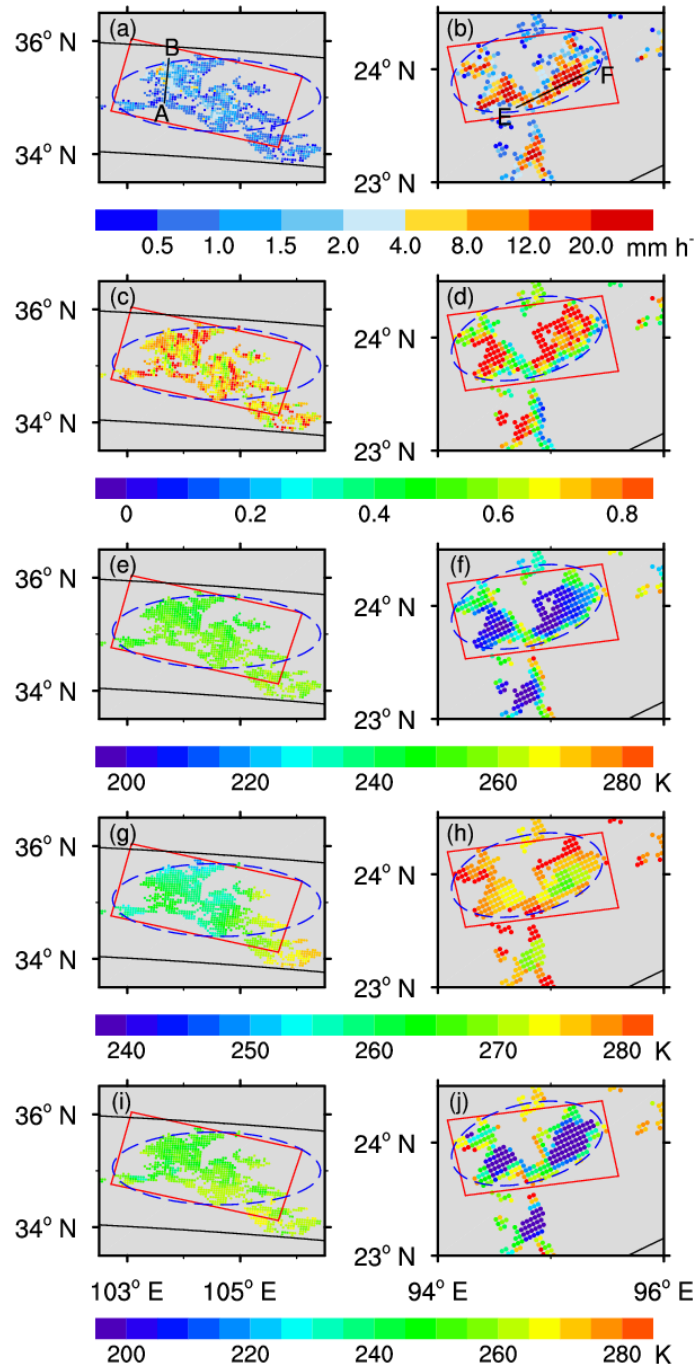 (a) (b)
36° N
B
24° N
F
A
E
34° N
23° N
0.5 1.0 1.5 2.0 4.0 8.0 12.0 20.0 mm h-
(c) (d)
36° N
24° N
34° N
23° N
0 0.2 0.4 0.6 0.8
(e) (f)
36° N
24° N
34° N
23° N
200 220 240 260 280 K
(g) (h)
36° N
24° N
34° N
23° N
240 250 260 270 280 K
(i) (j)
36° N
24° N
34° N
23° N
103° E 105° E 94° E 96° E
200 220 240 260 280 K